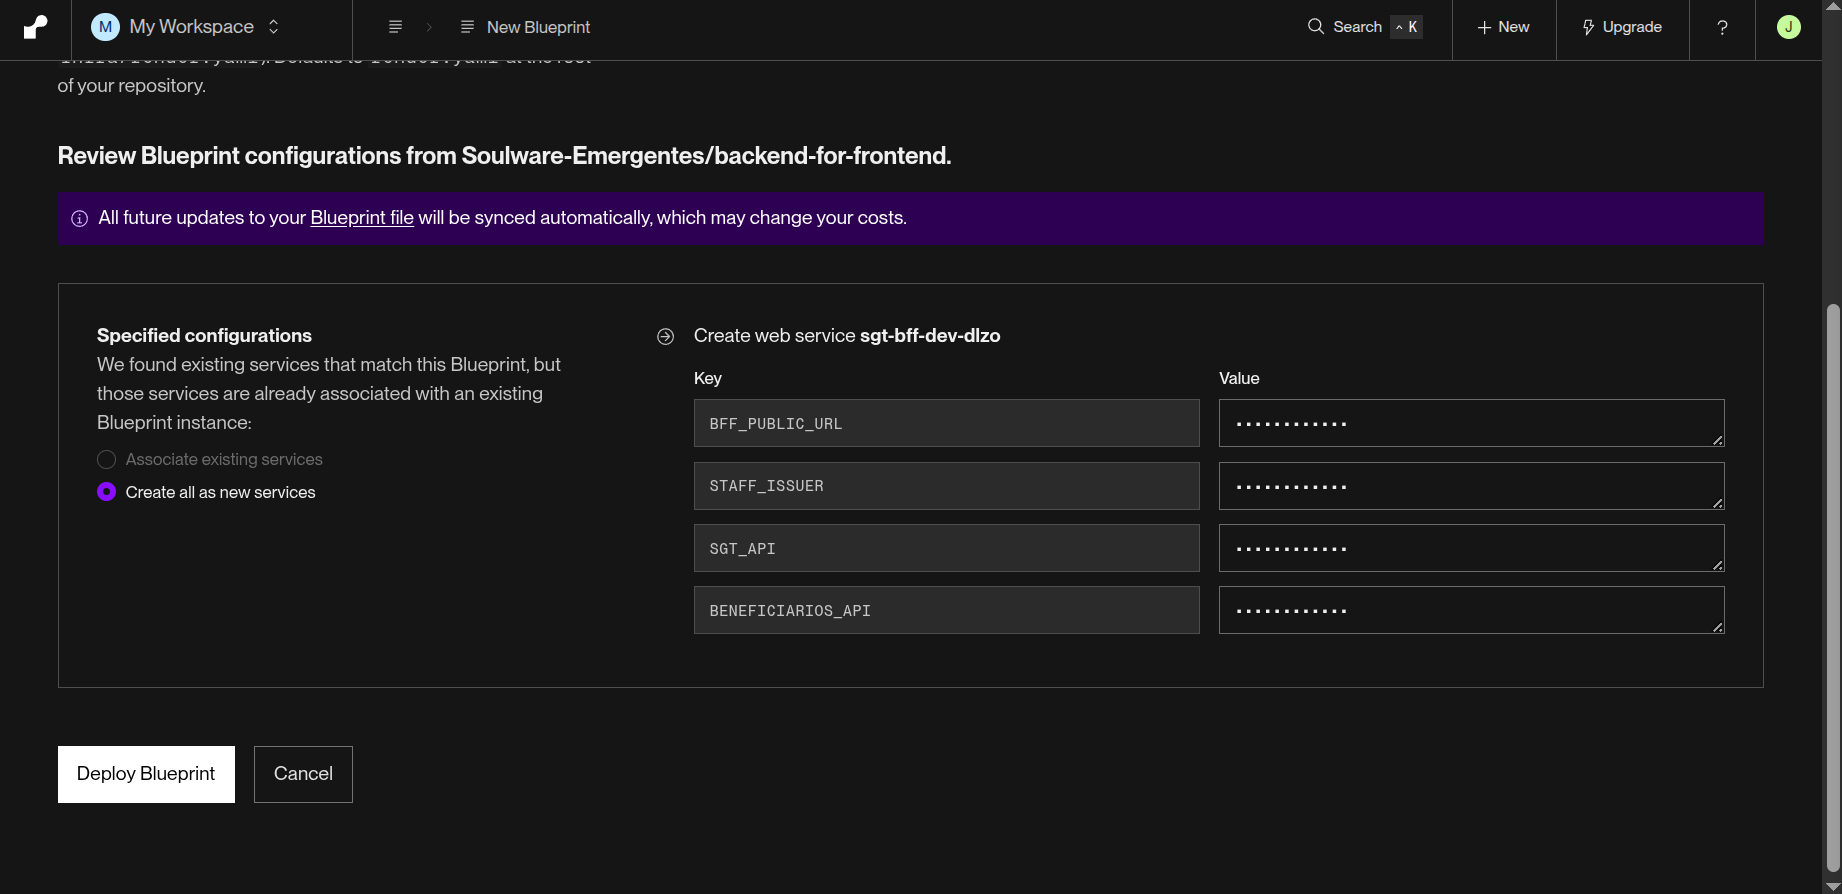 M My Workspace
New Blueprint
Search ^ K
New
Upgrade
?
J
of your repository.
Review Blueprint configurations from Soulware-Emergentes/backend-for-frontend.
All future updates to your Blueprint file will be synced automatically, which may change your costs.
Specified configurations
We found existing services that match this Blueprint, but
those services are already associated with an existing
Blueprint instance:
Associate existing services
Create all as new services
Create web service sgt-bff-dev-dlzo
Key Value
BFF_PUBLIC_URL ············
STAFF_ISSUER ············
SGT_API ············
BENEFICIARIOS_API ············
Deploy Blueprint
Cancel